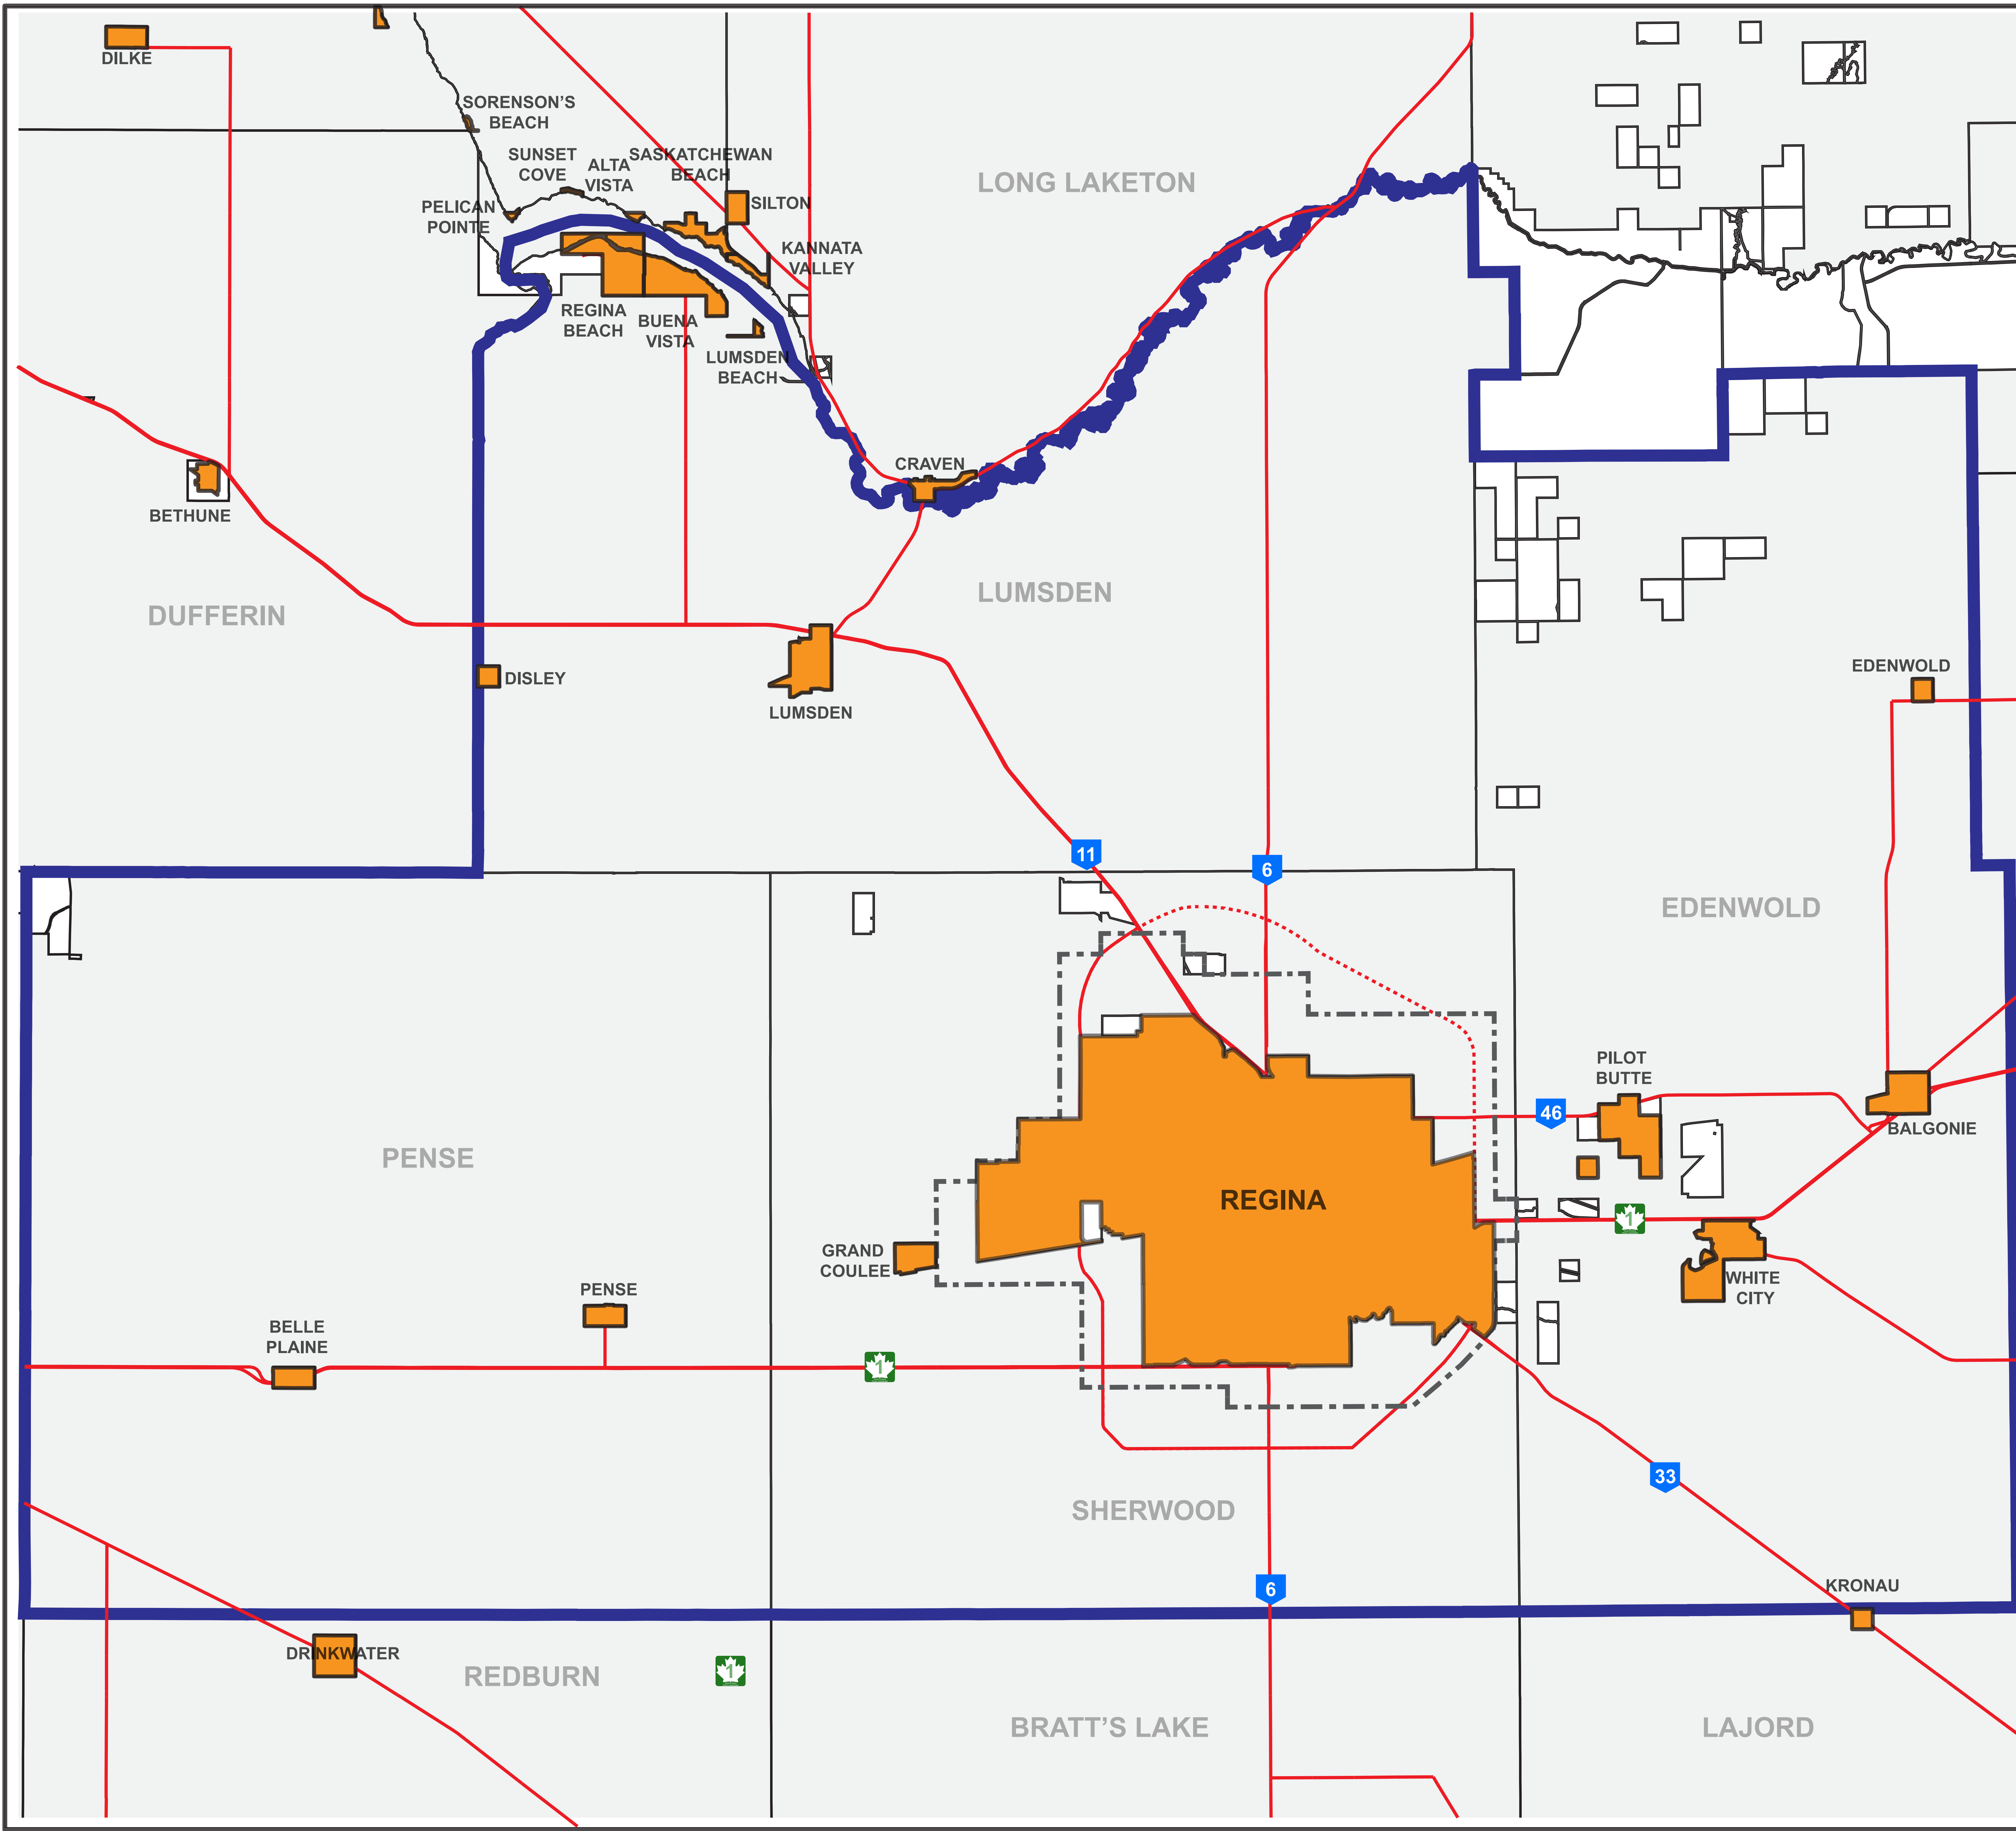 DILKE
SORENSON'S
BEACH
SUNSET
COVE
ALTA
VISTA
SASKATCHEWAN
BEACH
LONG LAKETON
PELICAN
POINTE
SILTON
KANNATA
VALLEY
REGINA
BEACH
BUENA
VISTA
LUMSDEN
BEACH
CRAVEN
BETHUNE
DUFFERIN
LUMSDEN
DISLEY
LUMSDEN
EDENWOLD
11
6
EDENWOLD
PILOT
BUTTE
46
BALGONIE
PENSE
REGINA
1
GRAND
COULEE
WHITE
CITY
PENSE
BELLE
PLAINE
1
33
SHERWOOD
6
KRONAU
DRINKWATER
REDBURN
1
BRATT'S LAKE
LAJORD